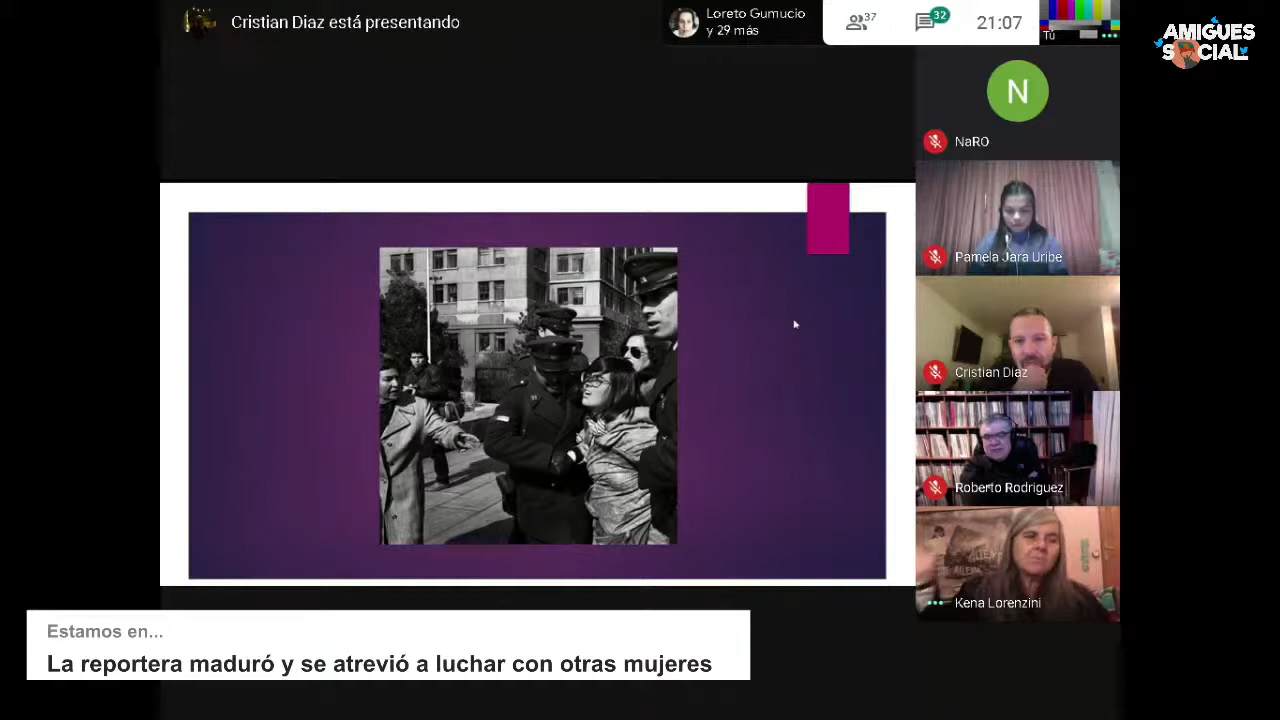 Cristian Diaz está presentando
Loreto Gumucio
y 29 más
37
32
21:07
Tú
AMIGUES
SOCIAL
N
NaRO
Pamela Jara Uribe
Cristian Diaz
Roberto Rodriguez
Kena Lorenzini
Estamos en...
La reportera maduró y se atrevió a luchar con otras mujeres